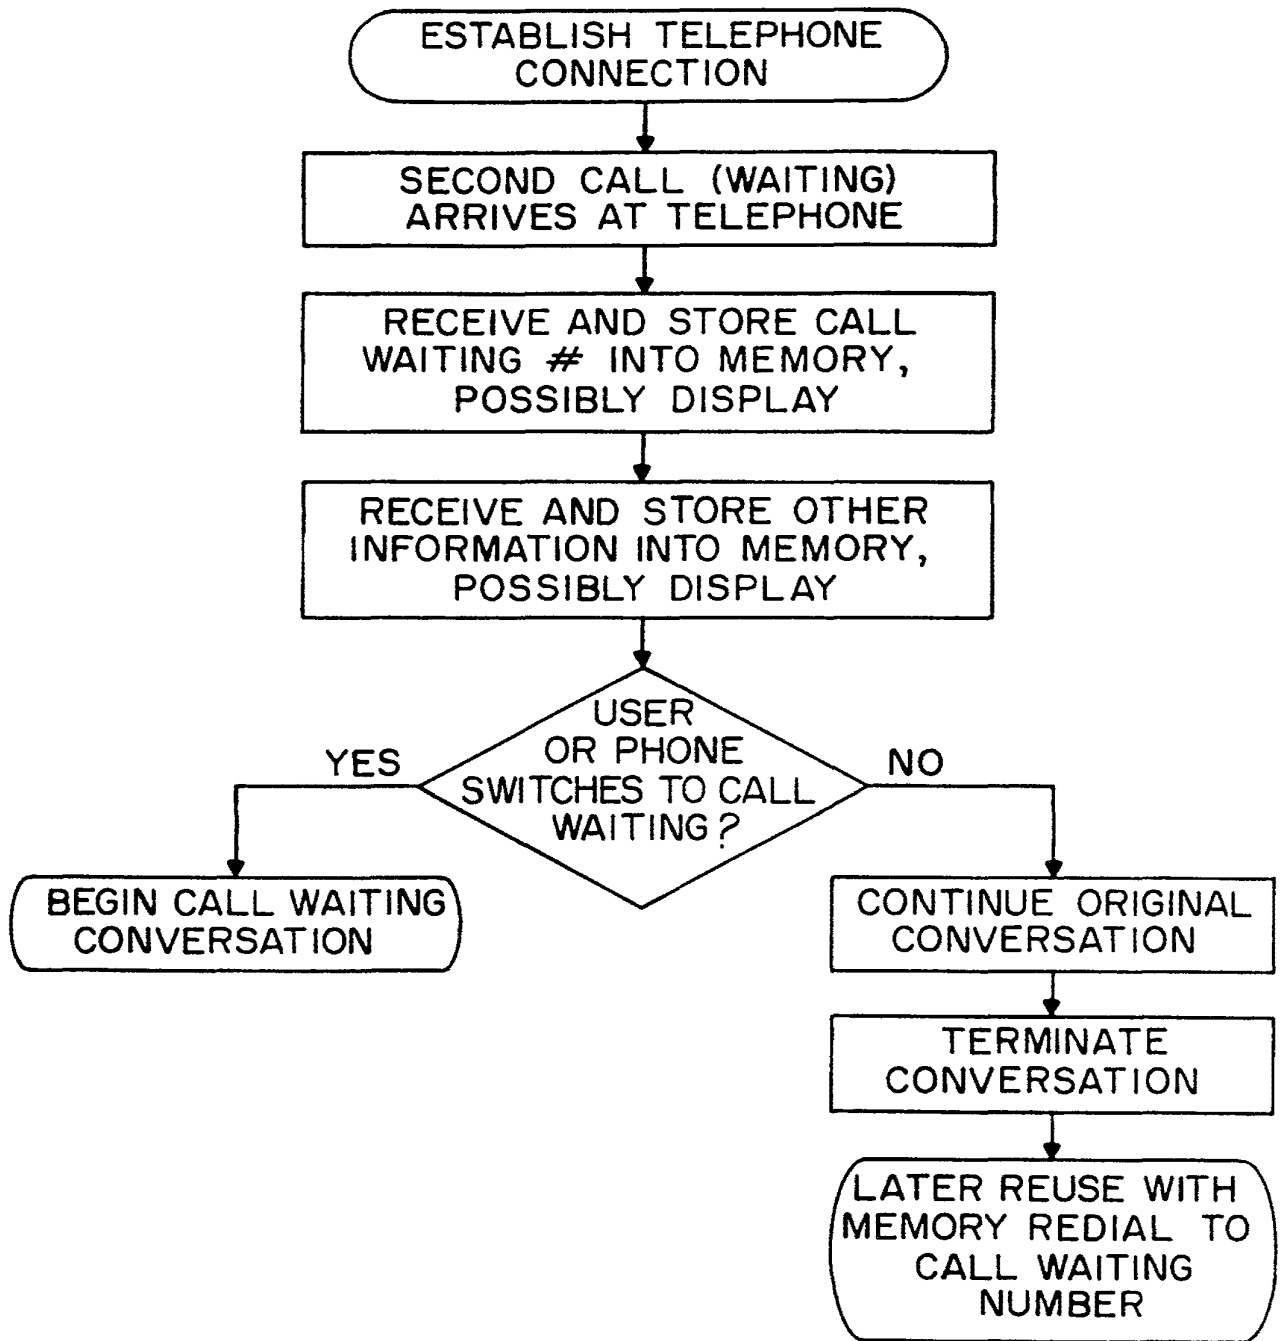 ESTABLISH TELEPHONE
CONNECTION
SECOND CALL (WAITING)
ARRIVES AT TELEPHONE
RECEIVE AND STORE CALL
WAITING # INTO MEMORY,
POSSIBLY DISPLAY
RECEIVE AND STORE OTHER
INFORMATION INTO MEMORY,
POSSIBLY DISPLAY
USER
OR PHONE
SWITCHES TO CALL
WAITING?
YES
NO
BEGIN CALL WAITING
CONVERSATION
CONTINUE ORIGINAL
CONVERSATION
TERMINATE
CONVERSATION
LATER REUSE WITH
MEMORY REDIAL TO
CALL WAITING
NUMBER